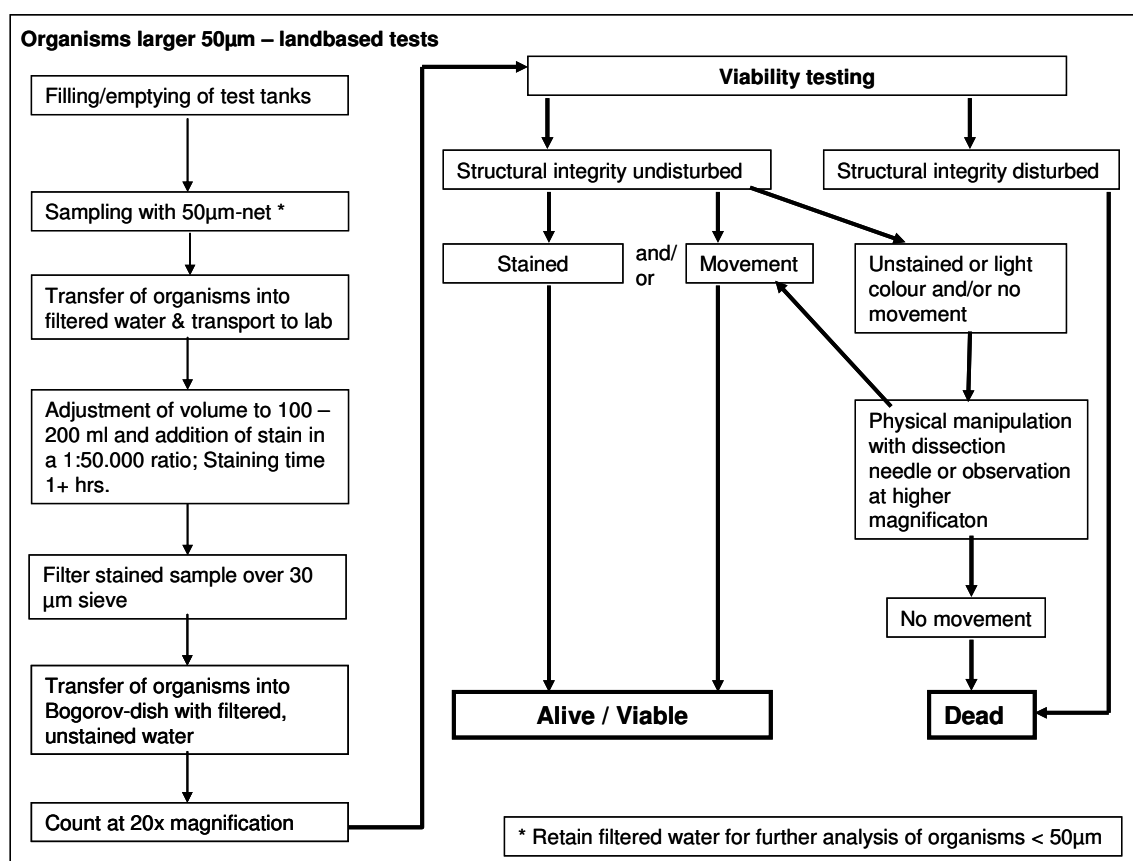 Organisms larger 50µm – landbased tests
Filling/emptying of test tanks
Sampling with 50µm-net *
Transfer of organisms into
filtered water & transport to lab
Adjustment of volume to 100 –
200 ml and addition of stain in
a 1:50.000 ratio; Staining time
1+ hrs.
Filter stained sample over 30
µm sieve
Transfer of organisms into
Bogorov-dish with filtered,
unstained water
Count at 20x magnification
Viability testing
Structural integrity undisturbed
Structural integrity disturbed
Stained
and/
or
Movement
Unstained or light
colour and/or no
movement
Physical manipulation
with dissection
needle or observation
at higher
magnificaton
No movement
Alive / Viable
Dead
* Retain filtered water for further analysis of organisms < 50µm